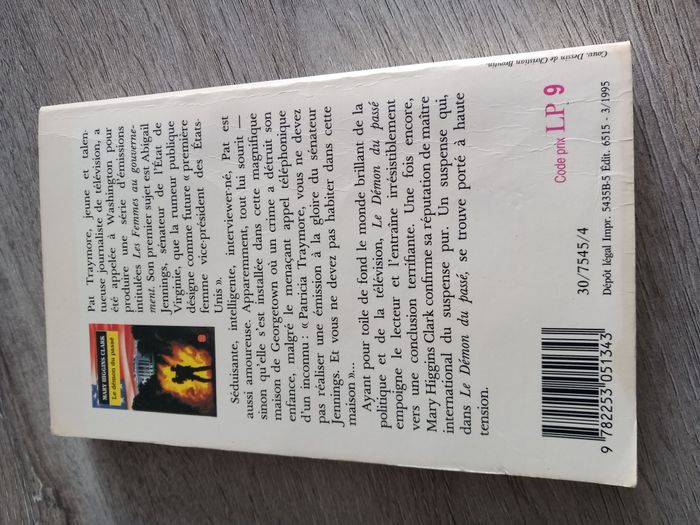 MARY HIGGINS CLARK
Le démon du passé
Pat Traymore, jeune et talen-
tueuse journaliste de télévision, a
été appelée à Washington pour
produire une série d'émissions
intitulées Les Femmes au gouverne-
ment. Son premier sujet est Abigail
Jennings, sénateur de l'État de
Virginie, que la rumeur publique
désigne comme future « première
femme vice-président des États-
Unis ».
Séduisante, intelligente, interviewer-né, Pat est
aussi amoureuse. Apparemment, tout lui sourit —
sinon qu'elle s'est installée dans cette magnifique
maison de Georgetown où un crime a détruit son
enfance, malgré le menaçant appel téléphonique
d'un inconnu : « Patricia Traymore, vous ne devez
pas réaliser une émission à la gloire du sénateur
Jennings. Et vous ne devez pas habiter dans cette
maison »...
Ayant pour toile de fond le monde brillant de la
politique et de la télévision, Le Démon du passé
empoigne le lecteur et l'entraîne irrésistiblement
vers une conclusion terrifiante. Une fois encore,
Mary Higgins Clark confirme sa réputation de maître
international du suspense pur. Un suspense qui,
dans Le Démon du passé, se trouve porté à haute
tension.
Couv. Dessin de Christian Broutin.
Code prix LP 9
30/7545/4
Dépôt légal Impr. 5435B-5 Édit. 6515 - 3/1995
9 782253 051343